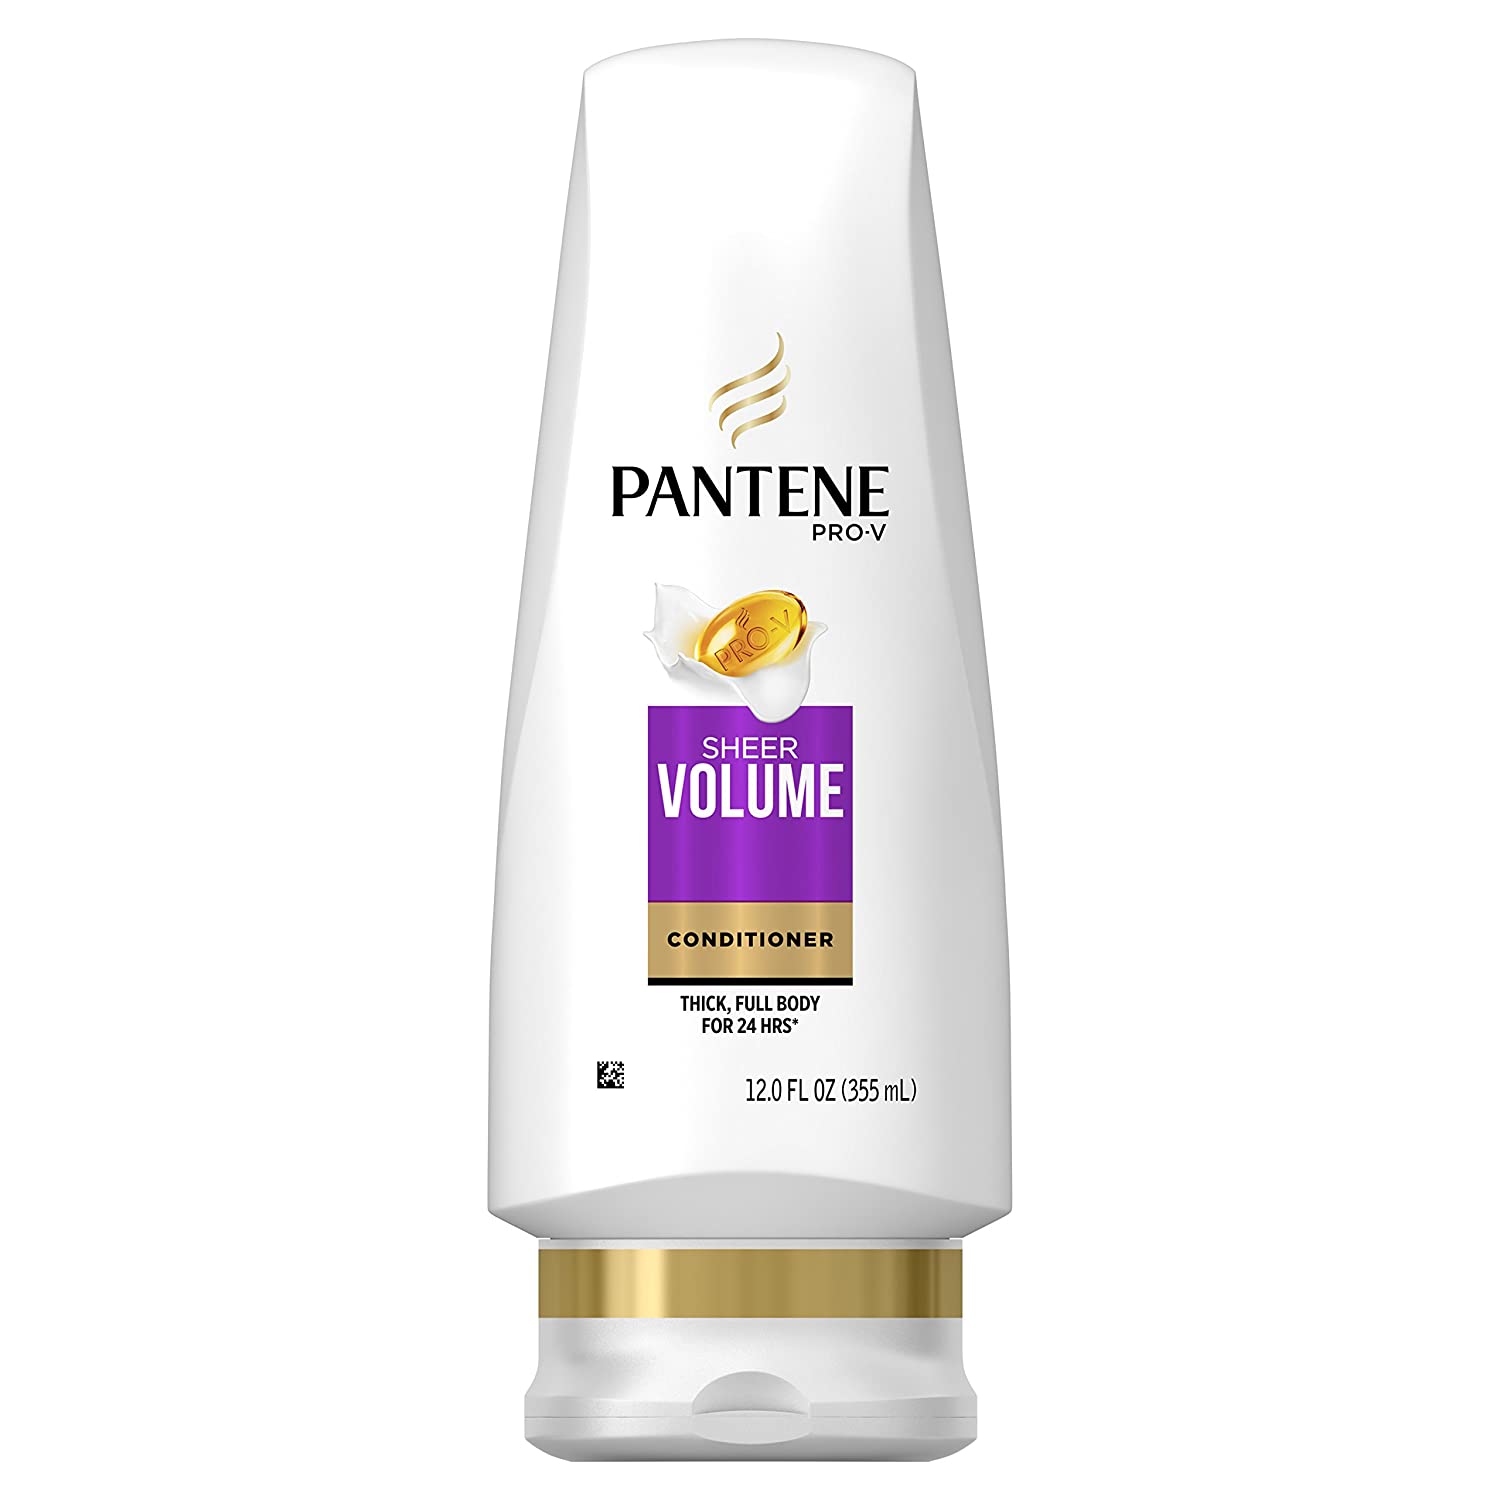 PANTENE
PRO-V
PRO-V
SHEER
VOLUME
CONDITIONER
THICK, FULL BODY
FOR 24 HRS*
12.0 FL OZ (355 mL)